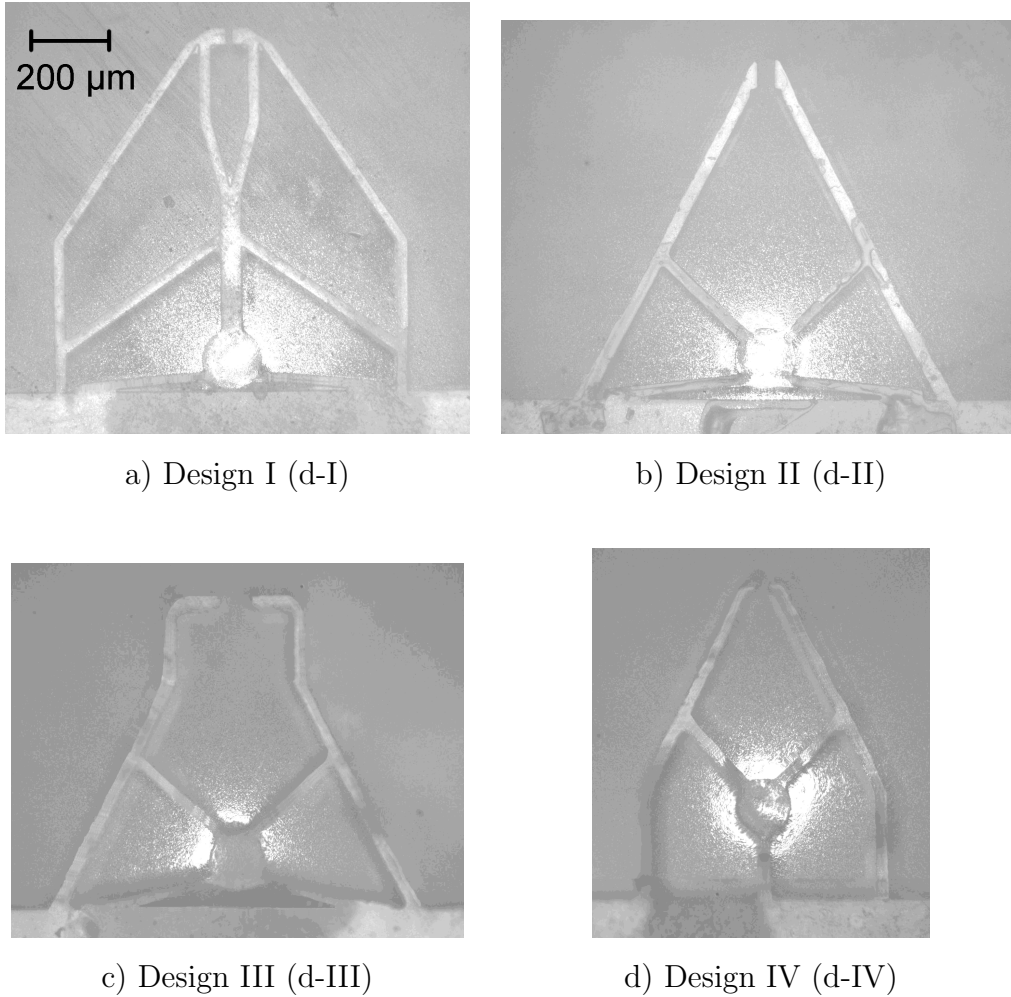 200 µm
a) Design I (d-I)
b) Design II (d-II)
c) Design III (d-III)
d) Design IV (d-IV)